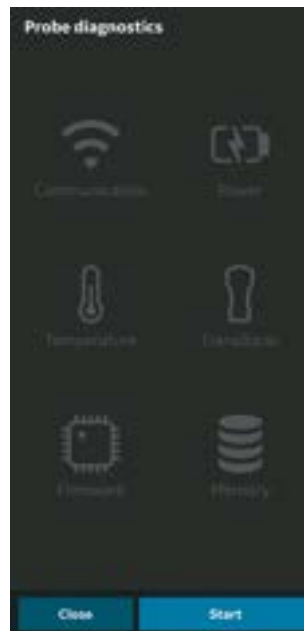 Probe diagnostics
Communication
Power
Temperature
Transducer
Firmware
Memory
Close
Start